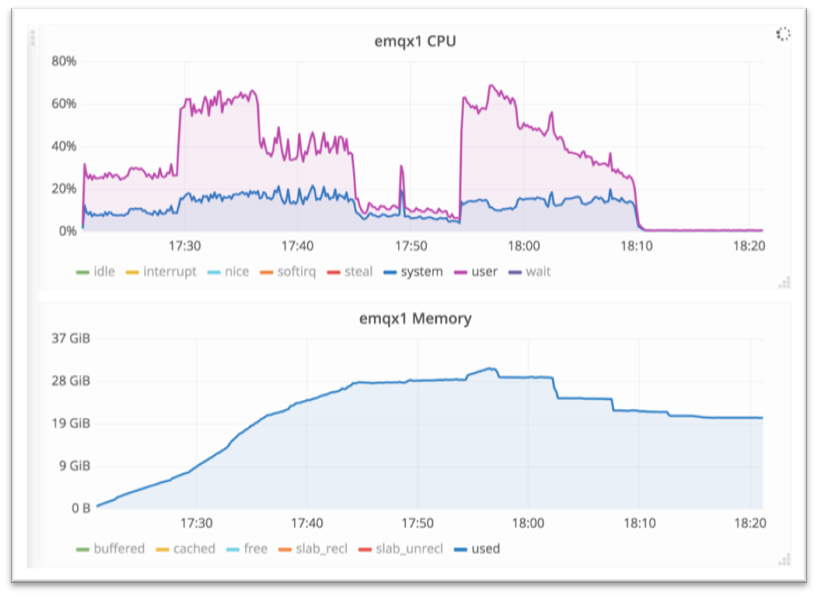 emqx1 CPU
80%
60%
40%
20%
0%
17:30 17:40 17:50 18:00 18:10 18:20
idle interrupt nice softirq steal system user wait
emqx1 Memory
37 GiB
28 GiB
19 GiB
9 GiB
0 B
17:30 17:40 17:50 18:00 18:10 18:20
buffered cached free slab_recl slab_unrecl used